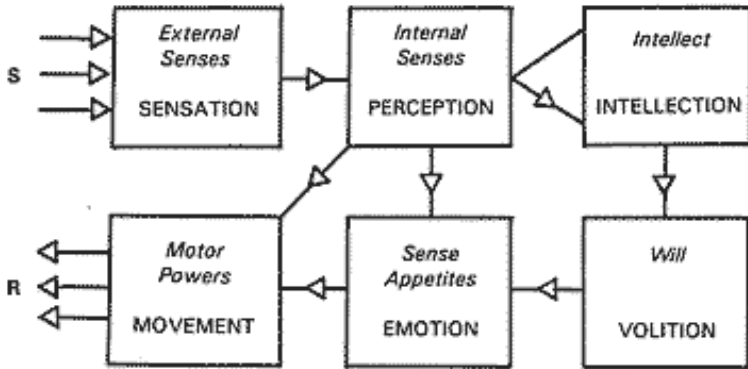 S
External
Senses
SENSATION
Internal
Senses
PERCEPTION
Intellect
INTELLECTION
R
Motor
Powers
MOVEMENT
Sense
Appetites
EMOTION
Will
VOLITION